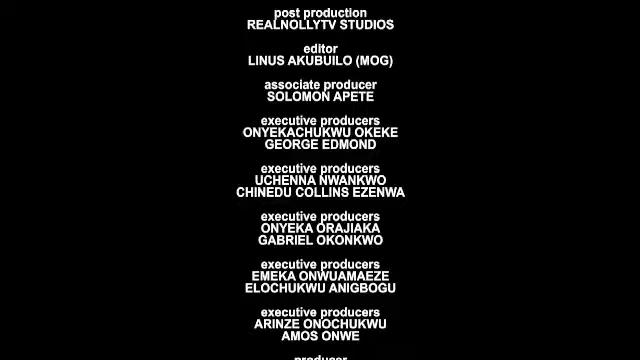 post production
REALNOLLYTV STUDIOS
editor
LINUS AKUBUILO (MOG)
associate producer
SOLOMON APETE
executive producers
ONYEKACHUKWU OKEKE
GEORGE EDMOND
executive producers
UCHENNA NWANKWO
CHINEDU COLLINS EZENWA
executive producers
ONYEKA ORAJIAKA
GABRIEL OKONKWO
executive producers
EMEKA ONWUAMAEZE
ELOCHUKWU ANIGBOGU
executive producers
ARINZE ONOCHUKWU
AMOS ONWE
producer